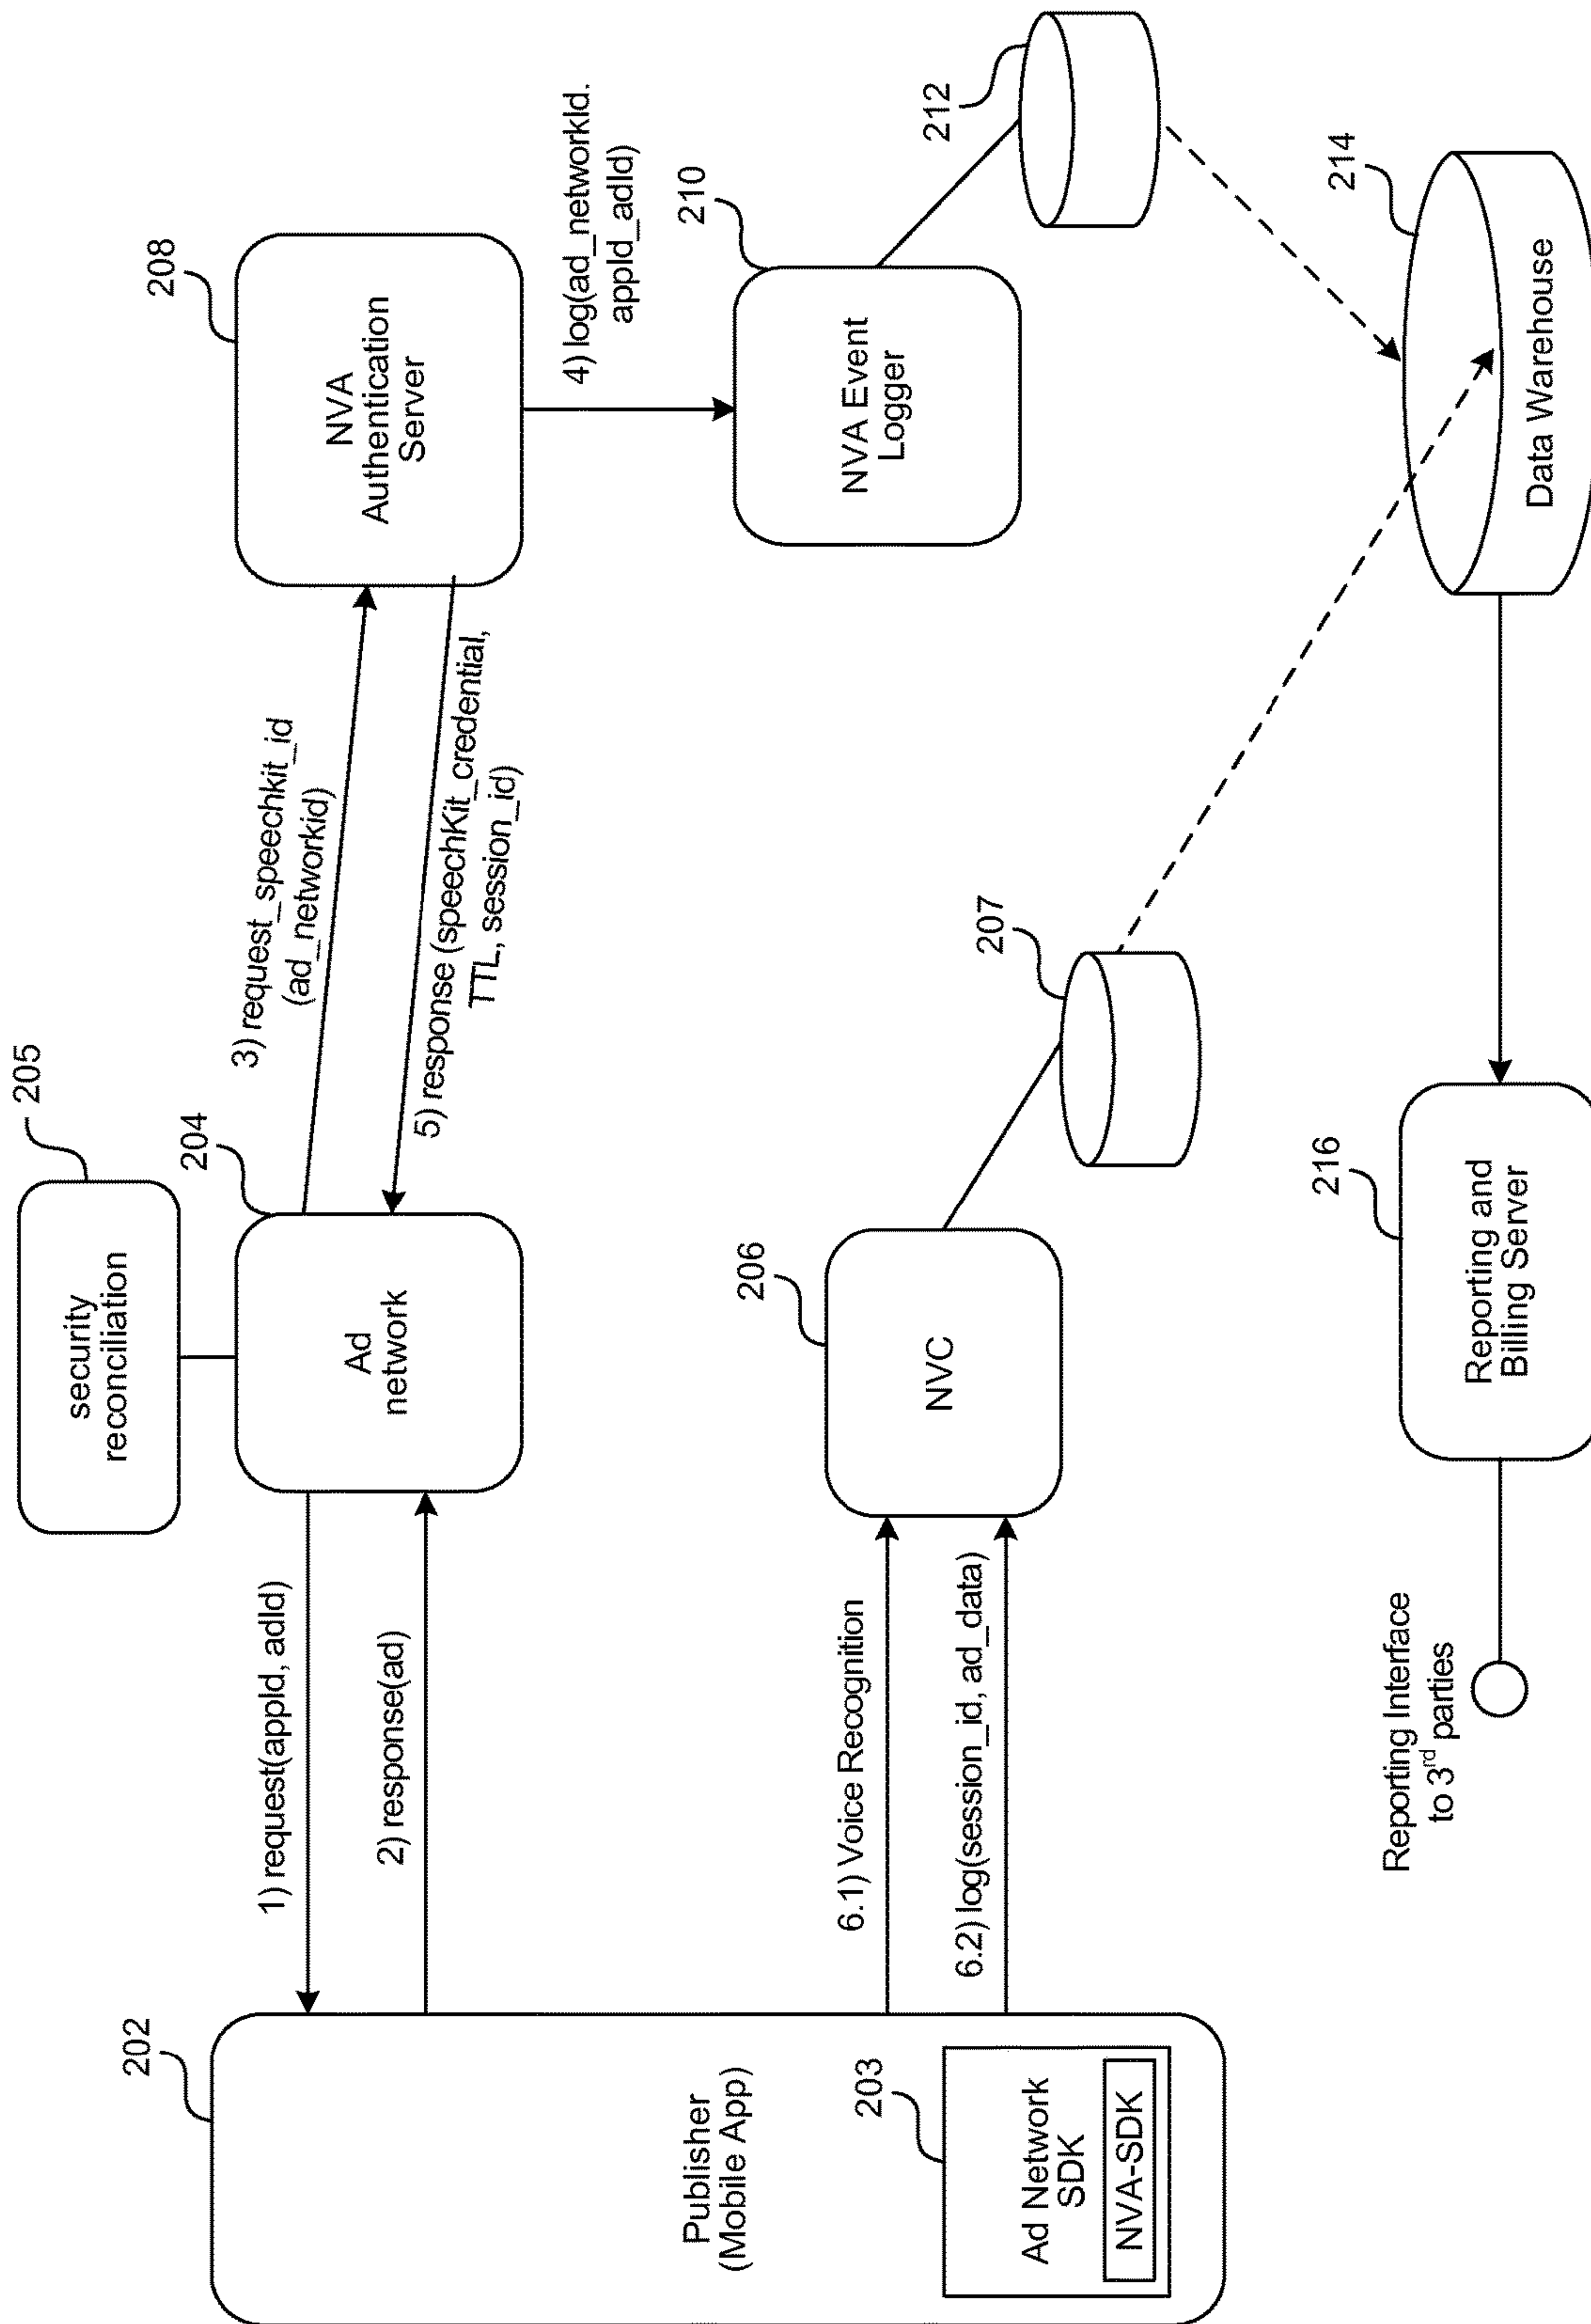 205
security
reconciliation
208
NVA
Authentication
Server
202
1) request(appId, adId)
204
Ad
network
3) request_speechkit_id
(ad_networkid)
2) response(ad)
5) response (speechKit_credential,
TTL, session_id)
4) log(ad_networkId.
appId_adId)
Publisher
(Mobile App)
210
NVA Event
Logger
212
6.1) Voice Recognition
206
NVC
207
203
Ad Network
SDK
NVA-SDK
6.2) log(session_id, ad_data)
Reporting Interface
to 3rd parties
216
Reporting and
Billing Server
214
Data Warehouse